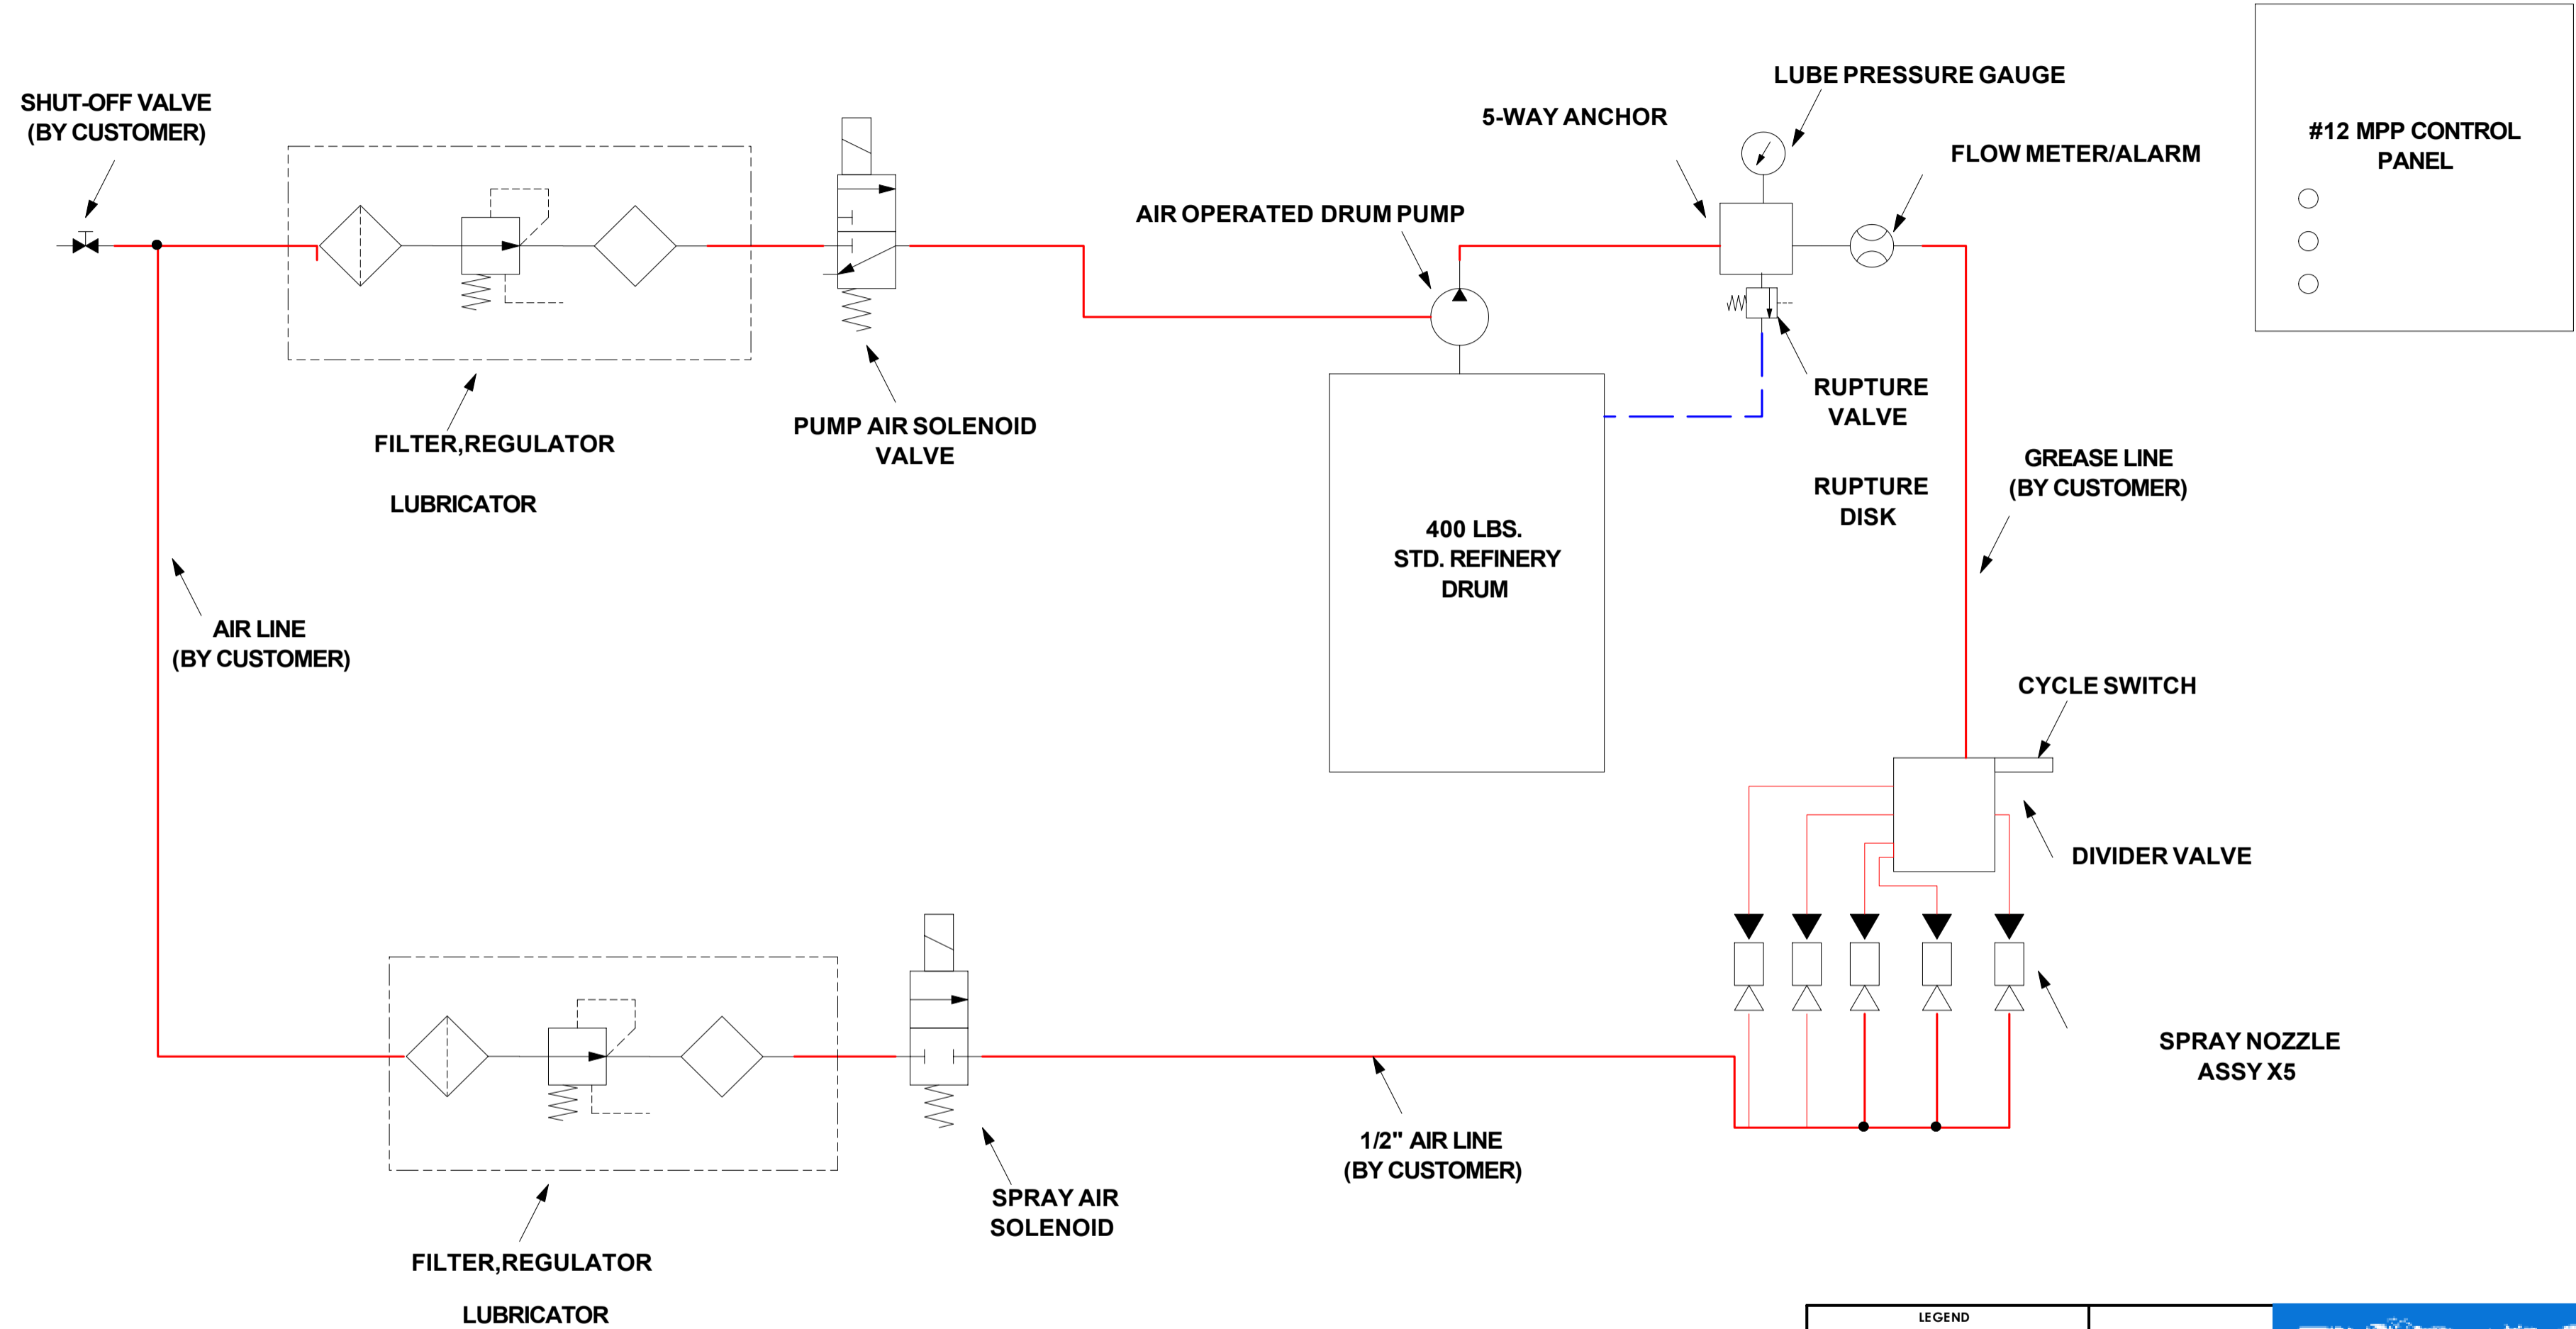 SHUT-OFF VALVE
(BY CUSTOMER)
LUBE PRESSURE GAUGE
5-WAY ANCHOR
FLOW METER/ALARM
#12 MPP CONTROL
PANEL
AIR OPERATED DRUM PUMP
FILTER,REGULATOR
LUBRICATOR
PUMP AIR SOLENOID
VALVE
RUPTURE
VALVE
RUPTURE
DISK
GREASE LINE
(BY CUSTOMER)
400 LBS.
STD. REFINERY
DRUM
AIR LINE
(BY CUSTOMER)
CYCLE SWITCH
DIVIDER VALVE
SPRAY NOZZLE
ASSY X5
1/2" AIR LINE
(BY CUSTOMER)
SPRAY AIR
SOLENOID
FILTER,REGULATOR
LUBRICATOR
LEGEND